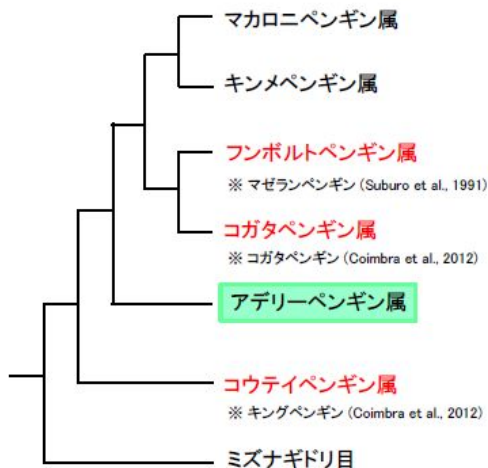 マカロニペンギン属
キンメペンギン属
フンボルトペンギン属
※ マゼランペンギン (Suburo et al., 1991)
コガタペンギン属
※ コガタペンギン (Coimbra et al., 2012)
アデリーペンギン属
コウテイペンギン属
※ キングペンギン (Coimbra et al., 2012)
ミズナギドリ目